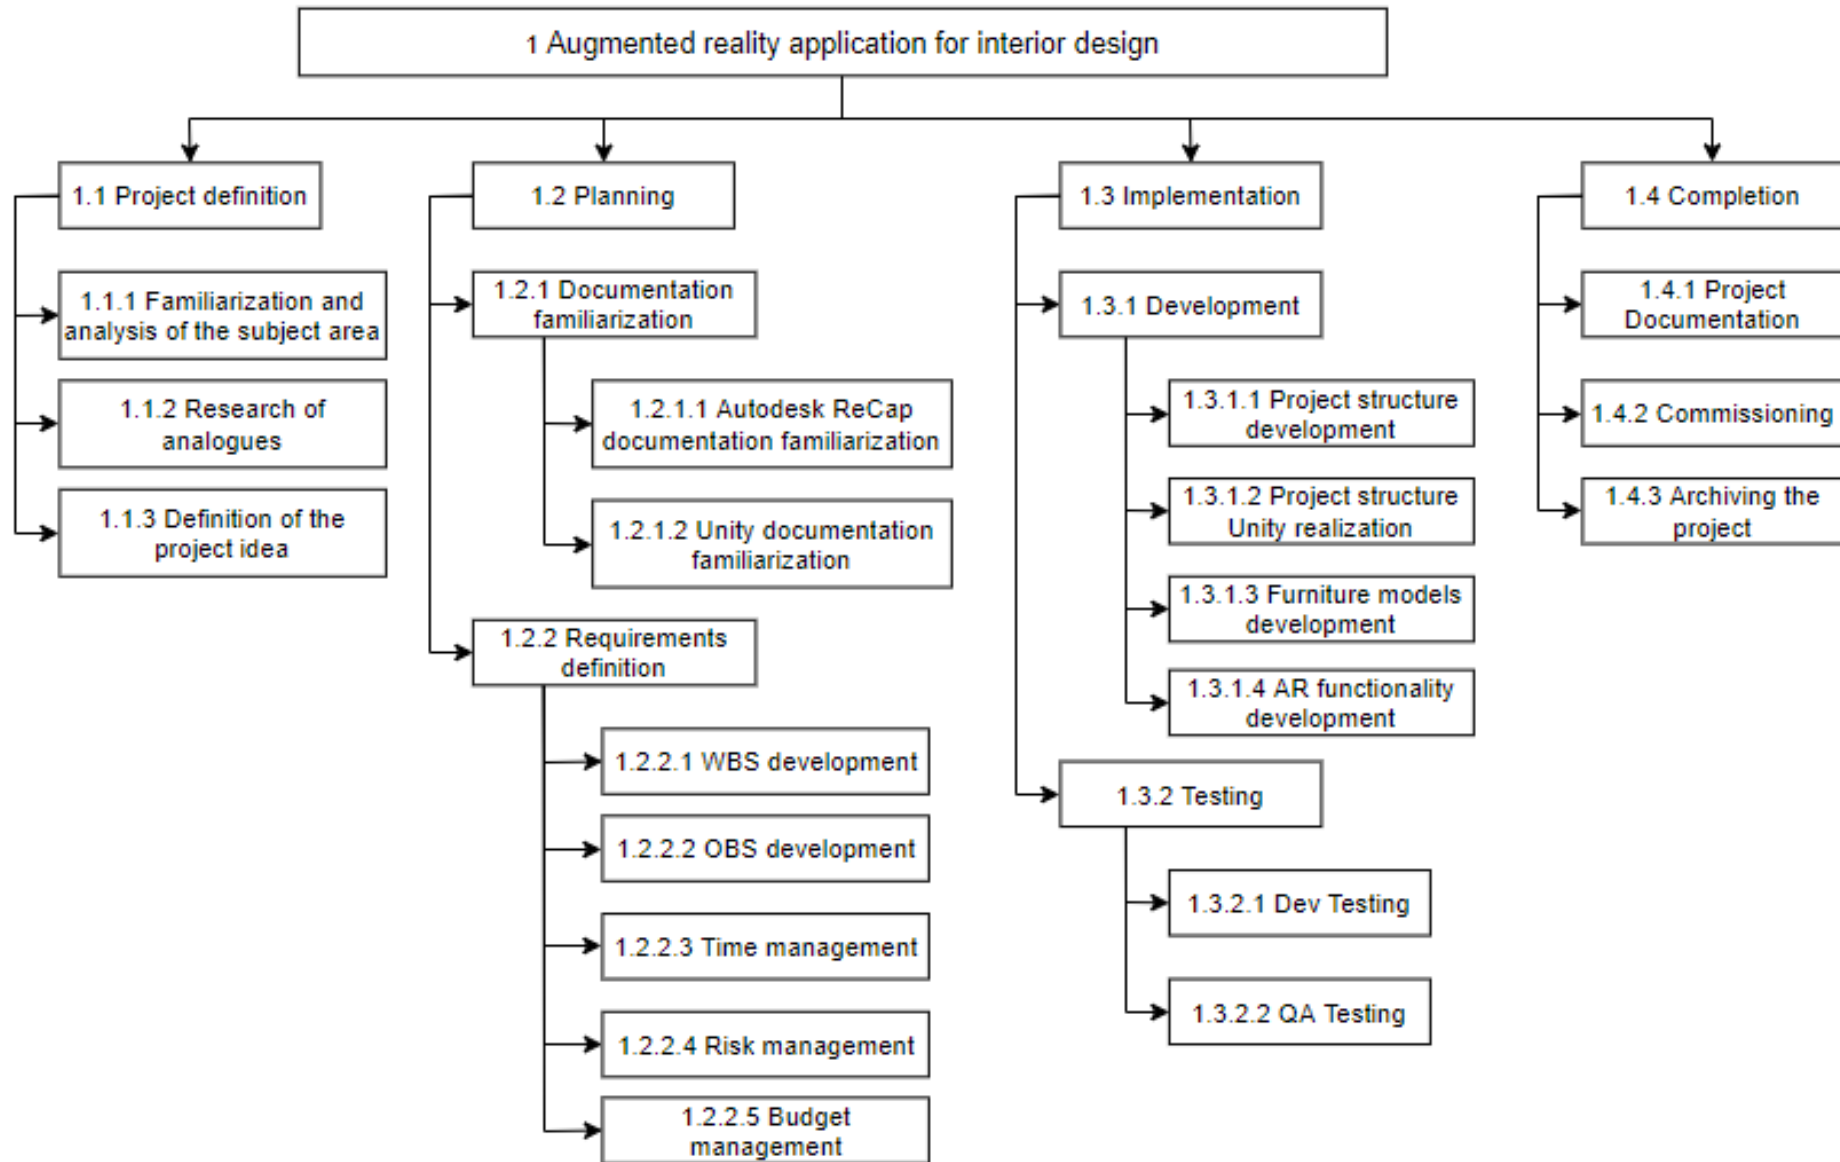 1 Augmented reality application for interior design
1.1 Project definition
1.1.1 Familiarization and
analysis of the subject area
1.1.2 Research of
analogues
1.1.3 Definition of the
project idea
1.2 Planning
1.2.1 Documentation
familiarization
1.2.1.1 Autodesk ReCap
documentation familiarization
1.2.1.2 Unity documentation
familiarization
1.2.2 Requirements
definition
1.2.2.1 WBS development
1.2.2.2 OBS development
1.2.2.3 Time management
1.2.2.4 Risk management
1.2.2.5 Budget
management
1.3 Implementation
1.3.1 Development
1.3.1.1 Project structure
development
1.3.1.2 Project structure
Unity realization
1.3.1.3 Furniture models
development
1.3.1.4 AR functionality
development
1.3.2 Testing
1.3.2.1 Dev Testing
1.3.2.2 QA Testing
1.4 Completion
1.4.1 Project
Documentation
1.4.2 Commissioning
1.4.3 Archiving the
project